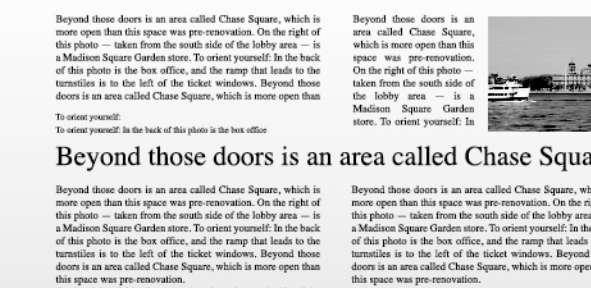 Beyond those doors is an area called Chase Square, which is
more open than this space was pre-renovation. On the right of
this photo — taken from the south side of the lobby area — is
a Madison Square Garden store. To orient yourself: In the back
of this photo is the box office, and the ramp that leads to the
turnstiles is to the left of the ticket windows. Beyond those
doors is an area called Chase Square, which is more open than
To orient yourself:
To orient yourself: In the back of this photo is the box office
Beyond those doors is an
area called Chase Square,
which is more open than this
space was pre-renovation.
On the right of this photo —
taken from the south side of
the lobby area — is a
Madison Square Garden
store. To orient yourself: In
Beyond those doors is an area called Chase Squa
Beyond those doors is an area called Chase Square, which is
more open than this space was pre-renovation. On the right of
this photo — taken from the south side of the lobby area — is
a Madison Square Garden store. To orient yourself: In the back
of this photo is the box office, and the ramp that leads to the
turnstiles is to the left of the ticket windows. Beyond those
doors is an area called Chase Square, which is more open than
this space was pre-renovation.
Beyond those doors is an area called Chase Square, wh
more open than this space was pre-renovation. On the ri
this photo — taken from the south side of the lobby area
a Madison Square Garden store. To orient yourself: In the
of this photo is the box office, and the ramp that leads
turnstiles is to the left of the ticket windows. Beyond
doors is an area called Chase Square, which is more ope
this space was pre-renovation.